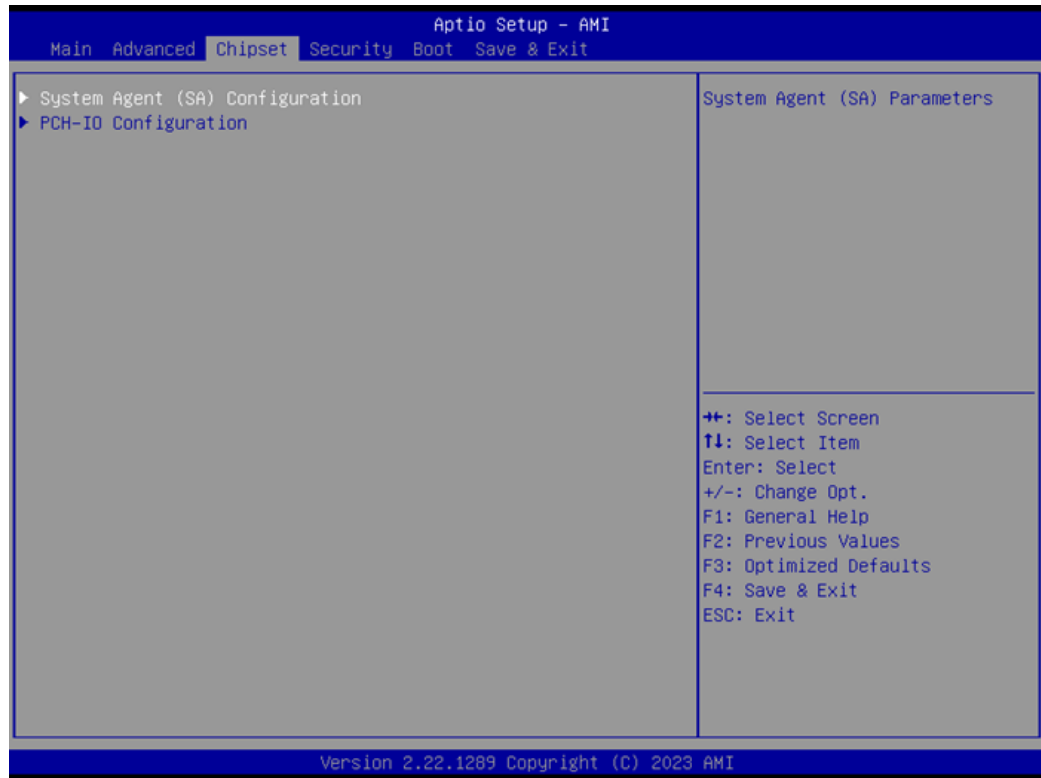 Aptio Setup - AMI
Main Advanced Chipset Security Boot Save & Exit
▶ System Agent (SA) Configuration
▶ PCH-IO Configuration
System Agent (SA) Parameters
→←: Select Screen
↑↓: Select Item
Enter: Select
+/-: Change Opt.
F1: General Help
F2: Previous Values
F3: Optimized Defaults
F4: Save & Exit
ESC: Exit
Version 2.22.1289 Copyright (C) 2023 AMI